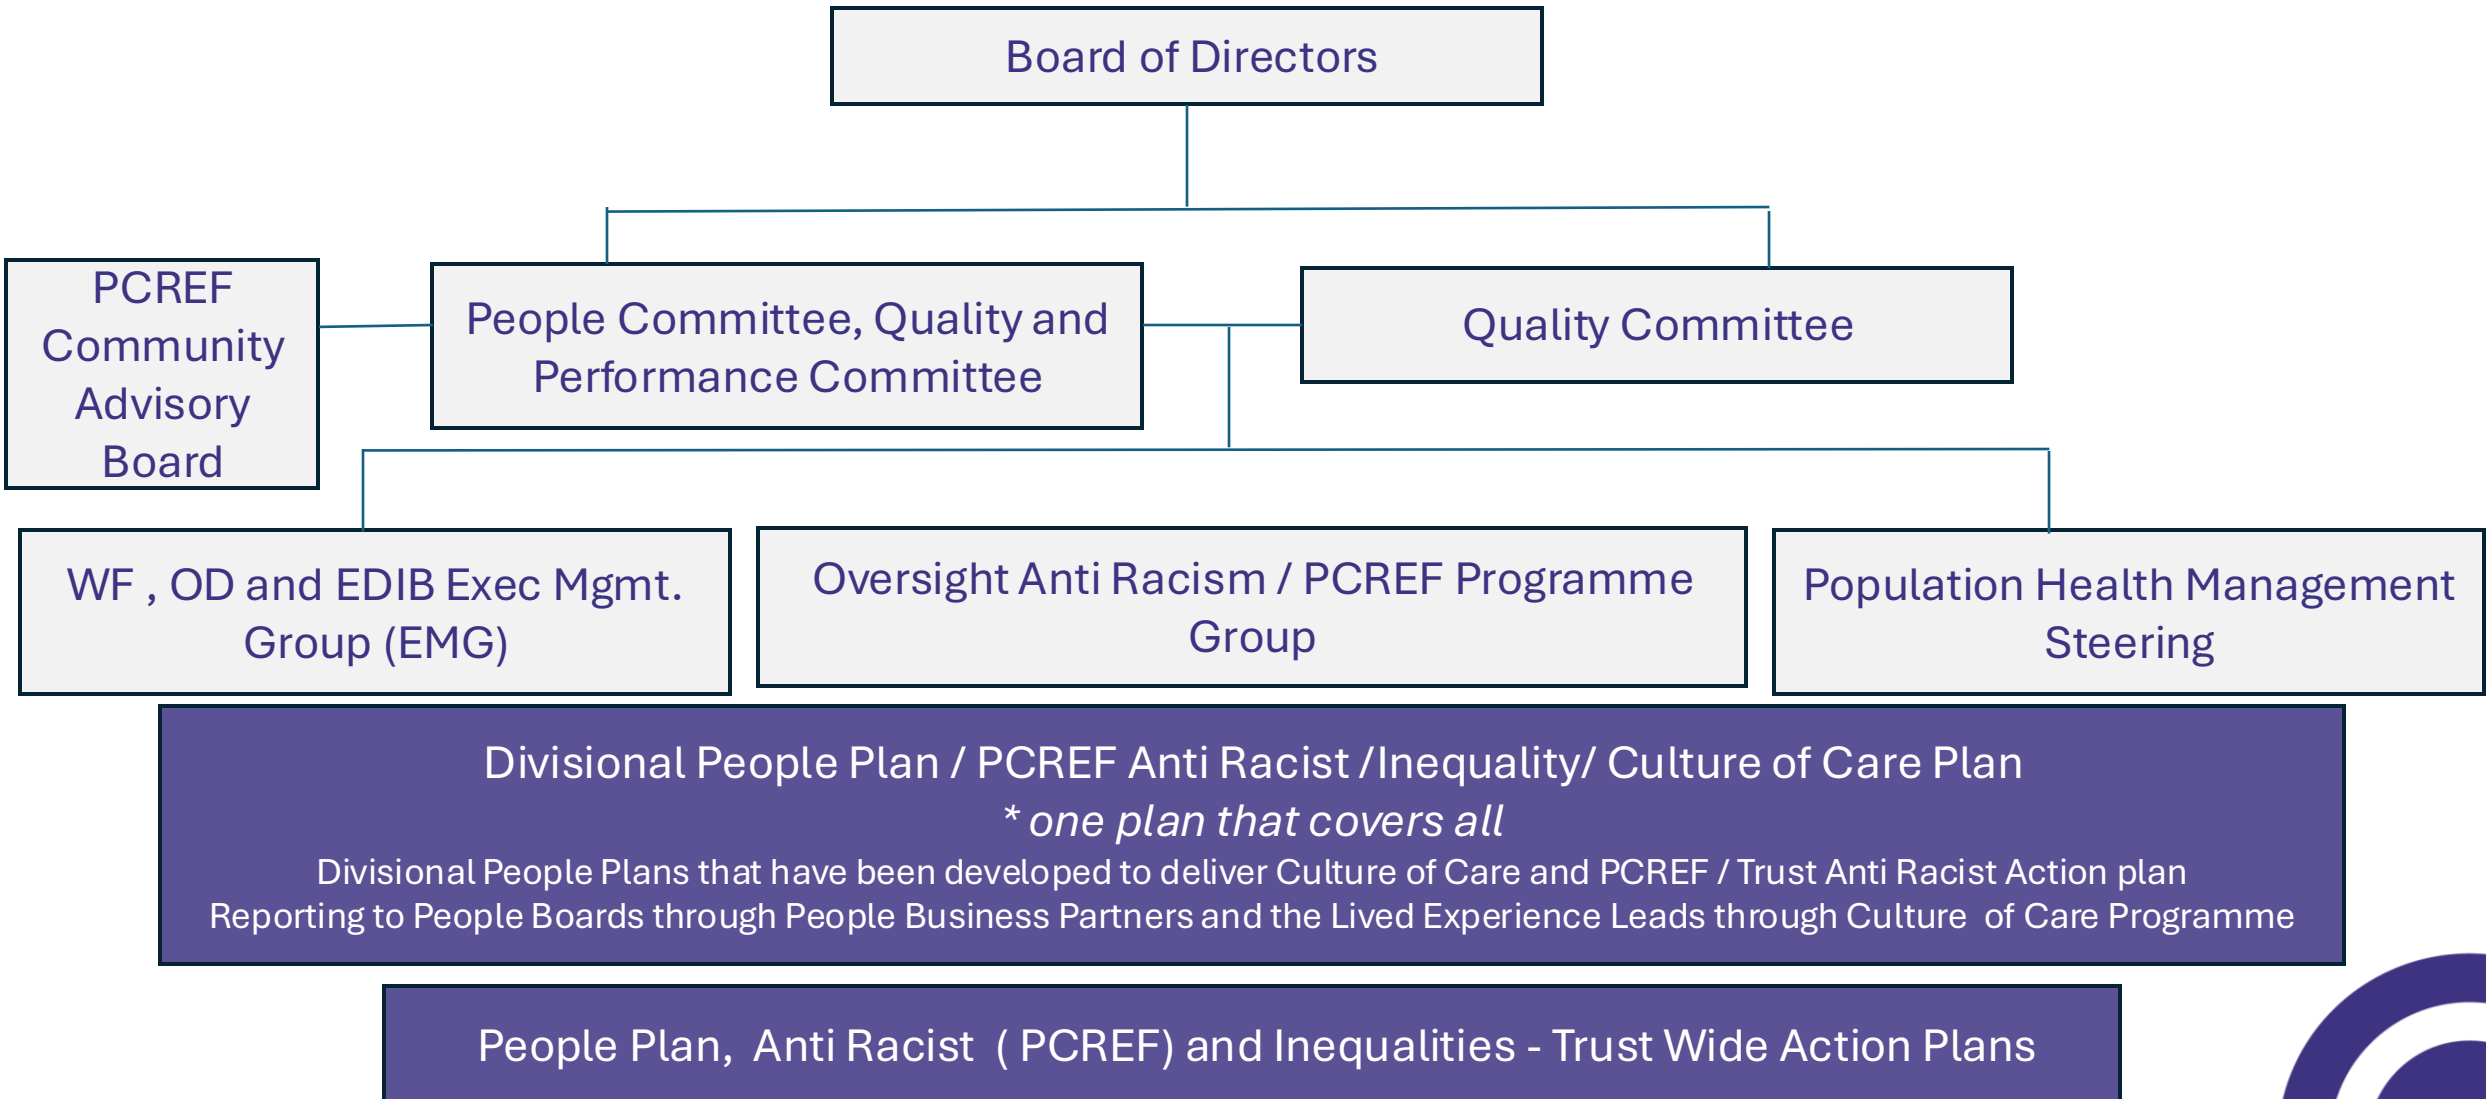 Board of Directors
PCREF
Community
Advisory
Board
People Committee, Quality and
Performance Committee
Quality Committee
WF , OD and EDIB Exec Mgmt.
Group (EMG)
Oversight Anti Racism / PCREF Programme
Group
Population Health Management
Steering
Divisional People Plan / PCREF Anti Racist /Inequality/ Culture of Care Plan
* one plan that covers all
Divisional People Plans that have been developed to deliver Culture of Care and PCREF / Trust Anti Racist Action plan
Reporting to People Boards through People Business Partners and the Lived Experience Leads through Culture  of Care Programme
People Plan,  Anti Racist  ( PCREF) and Inequalities - Trust Wide Action Plans